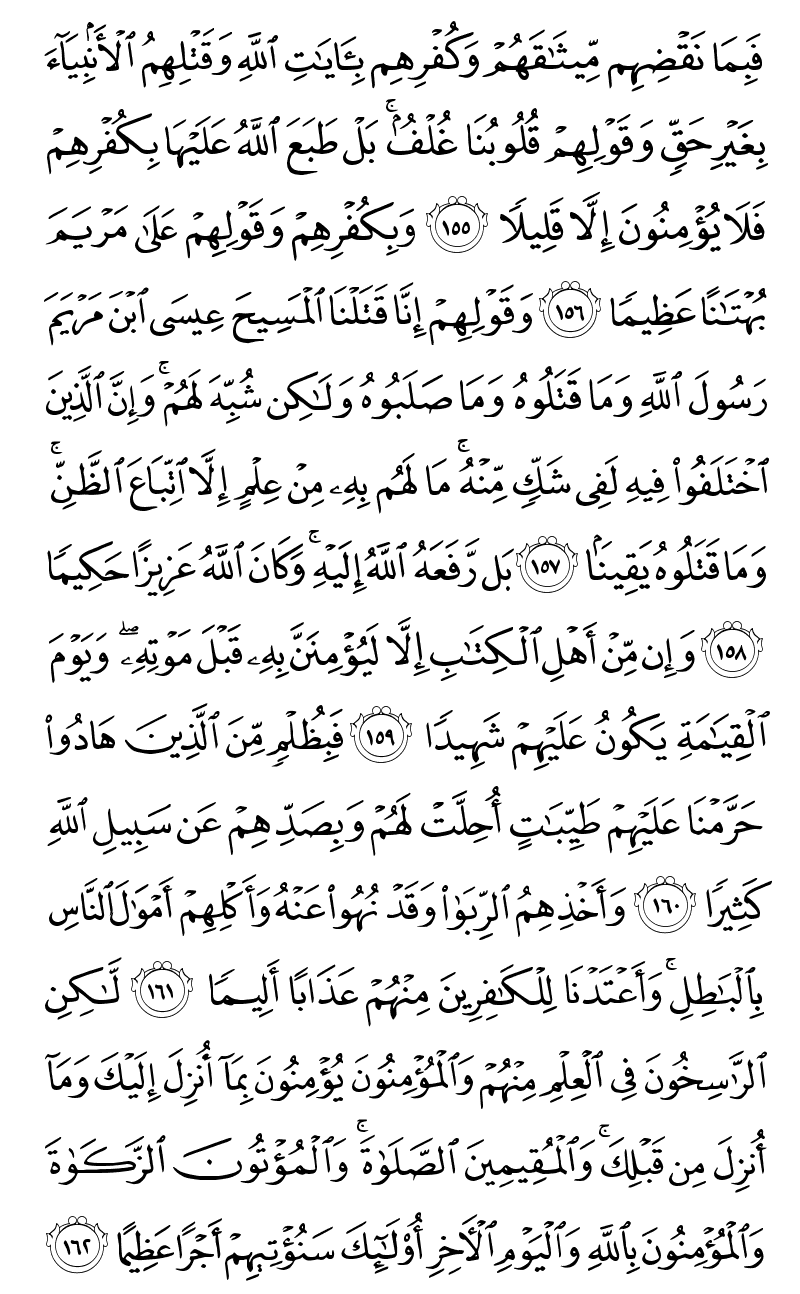 فَبِمَا نَقْضِهِم مِّيثَٰقَهُمْ وَكُفْرِهِم بِـَٔايَٰتِ ٱللَّهِ وَقَتْلِهِمُ ٱلْأَنۢبِيَآءَ
بِغَيْرِ حَقٍّ وَقَوْلِهِمْ قُلُوبُنَا غُلْفٌۢ ۚ بَلْ طَبَعَ ٱللَّهُ عَلَيْهَا بِكُفْرِهِمْ
فَلَا يُؤْمِنُونَ إِلَّا قَلِيلًا ١٥٥ وَبِكُفْرِهِمْ وَقَوْلِهِمْ عَلَىٰ مَرْيَمَ
بُهْتَٰنًا عَظِيمًا ١٥٦ وَقَوْلِهِمْ إِنَّا قَتَلْنَا ٱلْمَسِيحَ عِيسَى ٱبْنَ مَرْيَمَ
رَسُولَ ٱللَّهِ وَمَا قَتَلُوهُ وَمَا صَلَبُوهُ وَلَٰكِن شُبِّهَ لَهُمْ ۚ وَإِنَّ ٱلَّذِينَ
ٱخْتَلَفُوا۟ فِيهِ لَفِى شَكٍّ مِّنْهُ ۚ مَا لَهُم بِهِۦ مِنْ عِلْمٍ إِلَّا ٱتِّبَاعَ ٱلظَّنِّ ۚ
وَمَا قَتَلُوهُ يَقِينًۢا ١٥٧ بَل رَّفَعَهُ ٱللَّهُ إِلَيْهِ ۚ وَكَانَ ٱللَّهُ عَزِيزًا حَكِيمًا
١٥٨ وَإِن مِّنْ أَهْلِ ٱلْكِتَٰبِ إِلَّا لَيُؤْمِنَنَّ بِهِۦ قَبْلَ مَوْتِهِۦ ۖ وَيَوْمَ
ٱلْقِيَٰمَةِ يَكُونُ عَلَيْهِمْ شَهِيدًا ١٥٩ فَبِظُلْمٍ مِّنَ ٱلَّذِينَ هَادُوا۟
حَرَّمْنَا عَلَيْهِمْ طَيِّبَٰتٍ أُحِلَّتْ لَهُمْ وَبِصَدِّهِمْ عَن سَبِيلِ ٱللَّهِ
كَثِيرًا ١٦٠ وَأَخْذِهِمُ ٱلرِّبَوٰا۟ وَقَدْ نُهُوا۟ عَنْهُ وَأَكْلِهِمْ أَمْوَٰلَ ٱلنَّاسِ
بِٱلْبَٰطِلِ ۚ وَأَعْتَدْنَا لِلْكَٰفِرِينَ مِنْهُمْ عَذَابًا أَلِيمًا ١٦١ لَّٰكِنِ
ٱلرَّٰسِخُونَ فِى ٱلْعِلْمِ مِنْهُمْ وَٱلْمُؤْمِنُونَ يُؤْمِنُونَ بِمَآ أُنزِلَ إِلَيْكَ وَمَآ
أُنزِلَ مِن قَبْلِكَ ۚ وَٱلْمُقِيمِينَ ٱلصَّلَوٰةَ ۚ وَٱلْمُؤْتُونَ ٱلزَّكَوٰةَ
وَٱلْمُؤْمِنُونَ بِٱللَّهِ وَٱلْيَوْمِ ٱلْـَٔاخِرِ أُو۟لَٰٓئِكَ سَنُؤْتِيهِمْ أَجْرًا عَظِيمًا ١٦٢